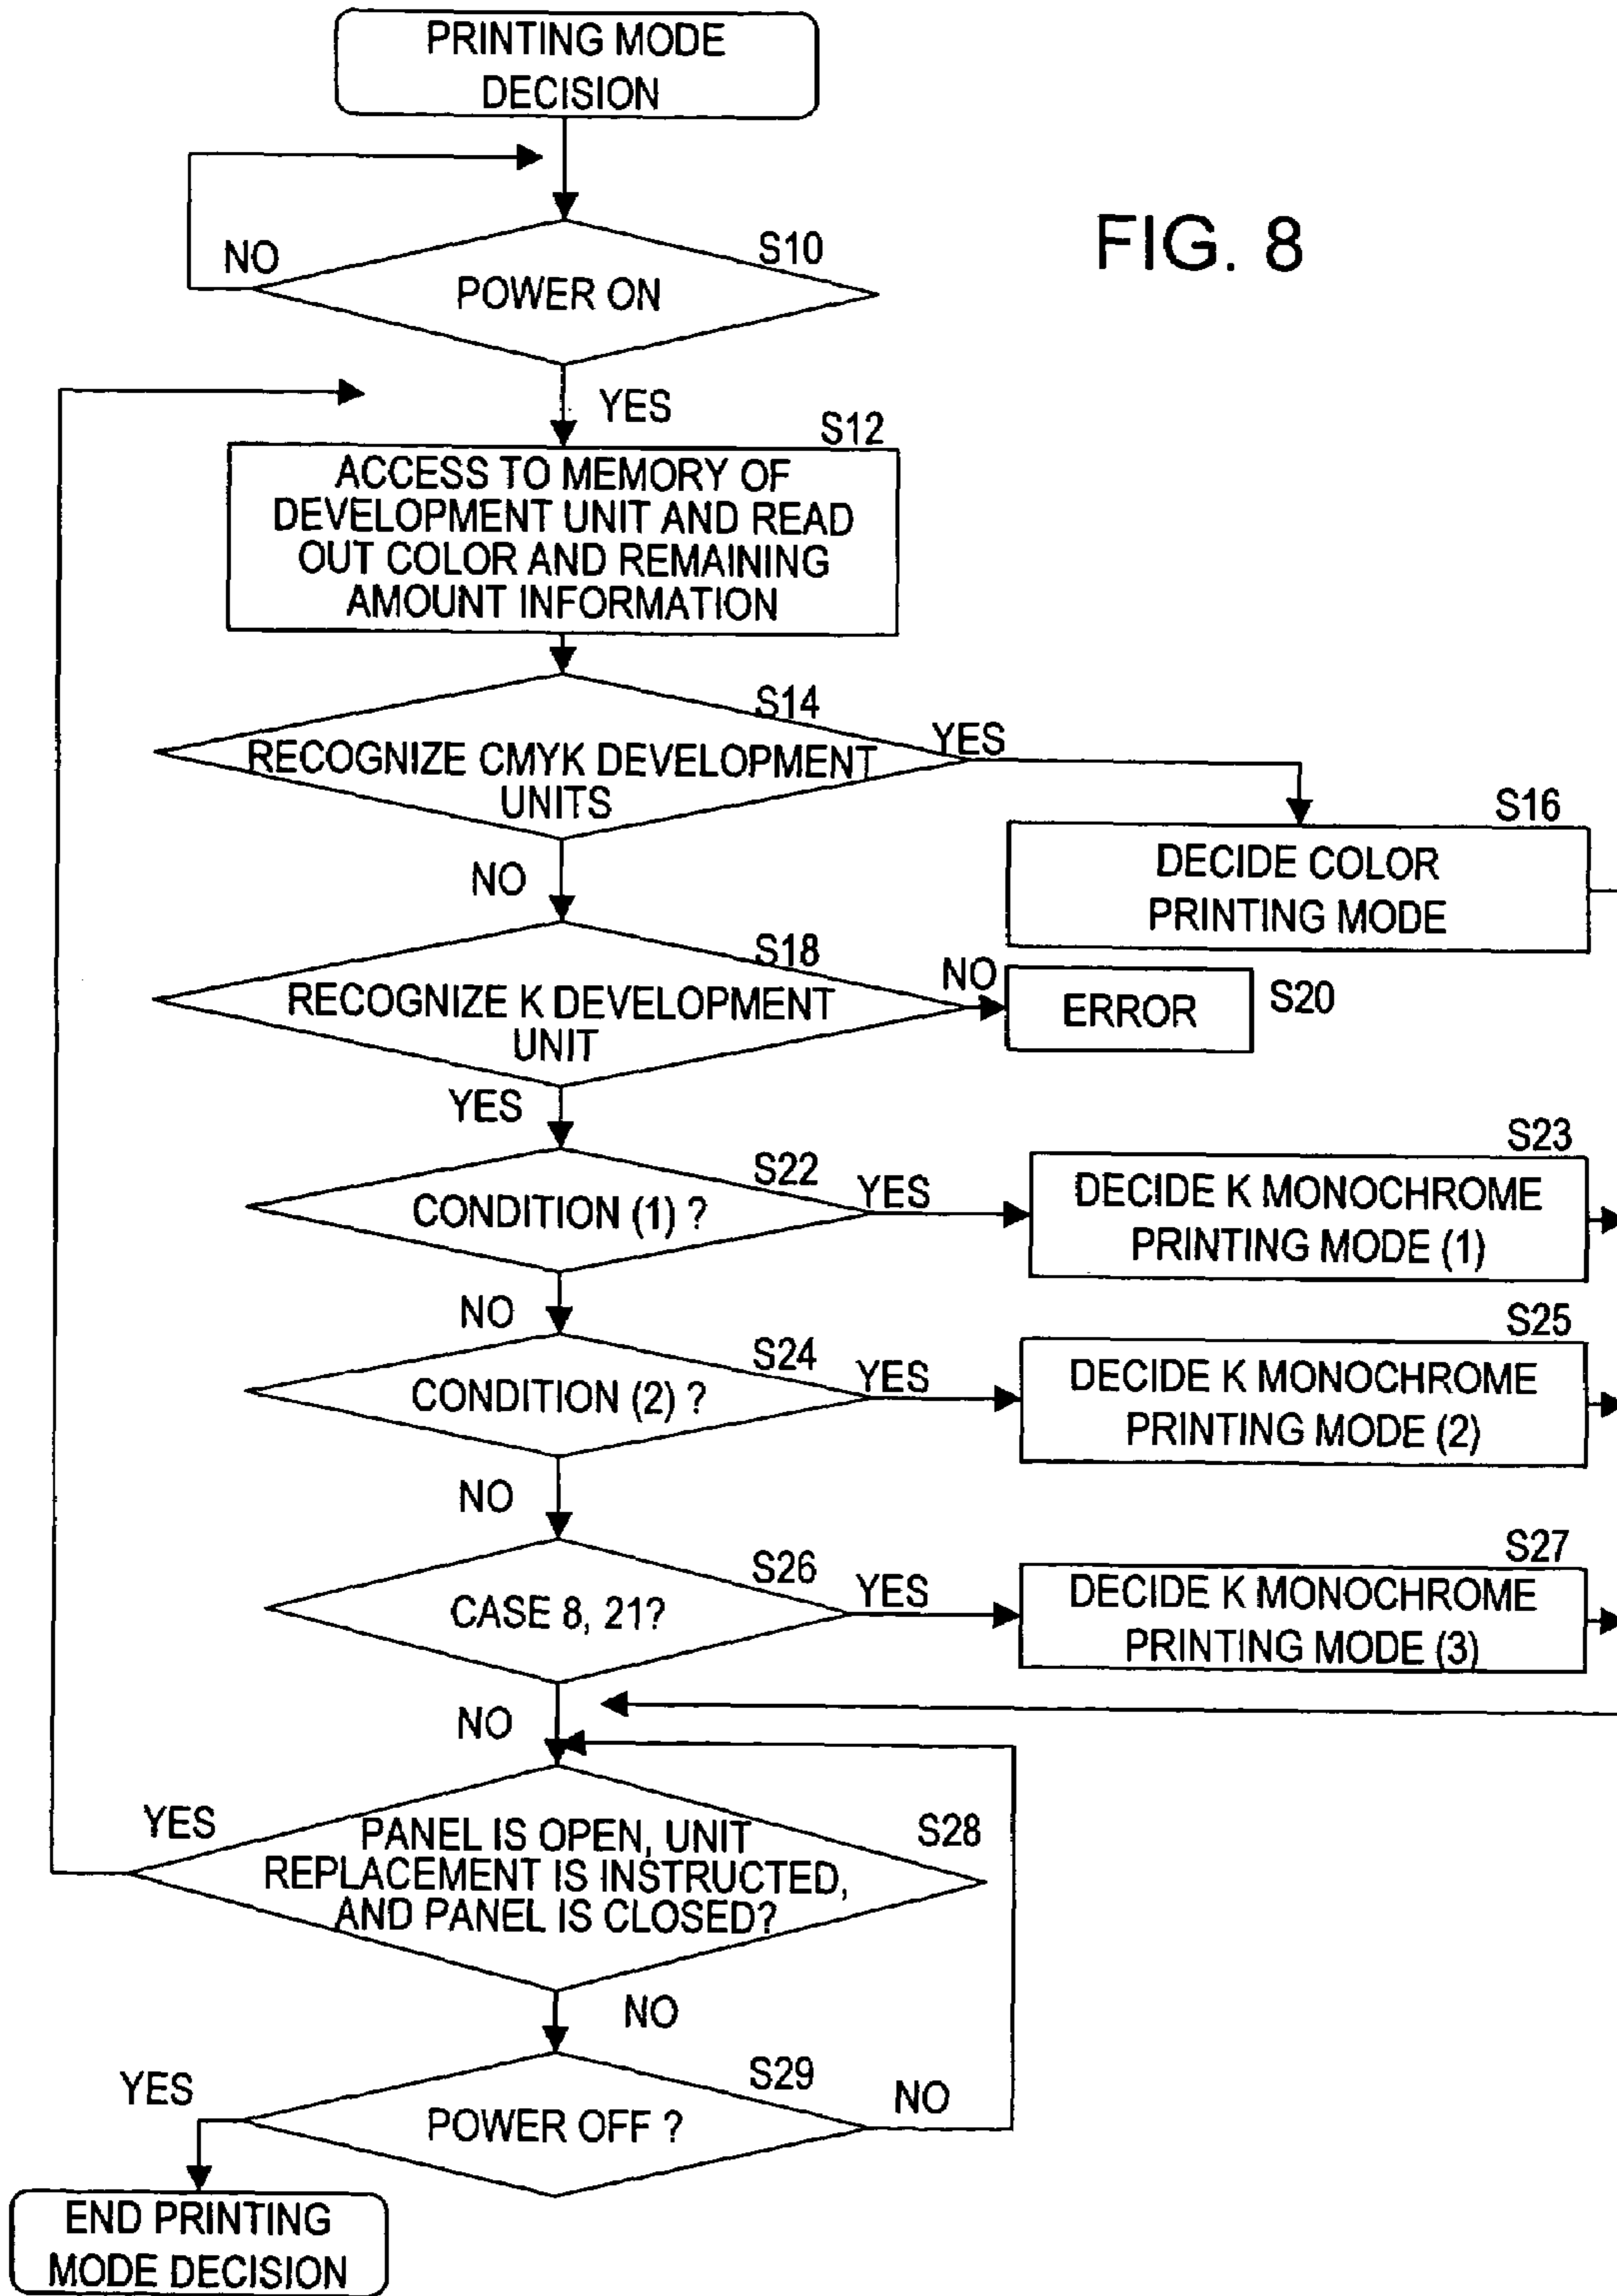 PRINTING MODE
DECISION
FIG. 8
S10
NO
POWER ON
YES
S12
ACCESS TO MEMORY OF
DEVELOPMENT UNIT AND READ
OUT COLOR AND REMAINING
AMOUNT INFORMATION
S14
YES
RECOGNIZE CMYK DEVELOPMENT
UNITS
S16
DECIDE COLOR
PRINTING MODE
NO
S18
NO
RECOGNIZE K DEVELOPMENT
UNIT
ERROR
S20
YES
S22
YES
CONDITION (1) ?
S23
DECIDE K MONOCHROME
PRINTING MODE (1)
NO
S24
YES
CONDITION (2) ?
S25
DECIDE K MONOCHROME
PRINTING MODE (2)
NO
S26
YES
CASE 8, 21?
S27
DECIDE K MONOCHROME
PRINTING MODE (3)
NO
YES
PANEL IS OPEN, UNIT
REPLACEMENT IS INSTRUCTED,
AND PANEL IS CLOSED?
S28
NO
S29
YES
NO
POWER OFF ?
END PRINTING
MODE DECISION